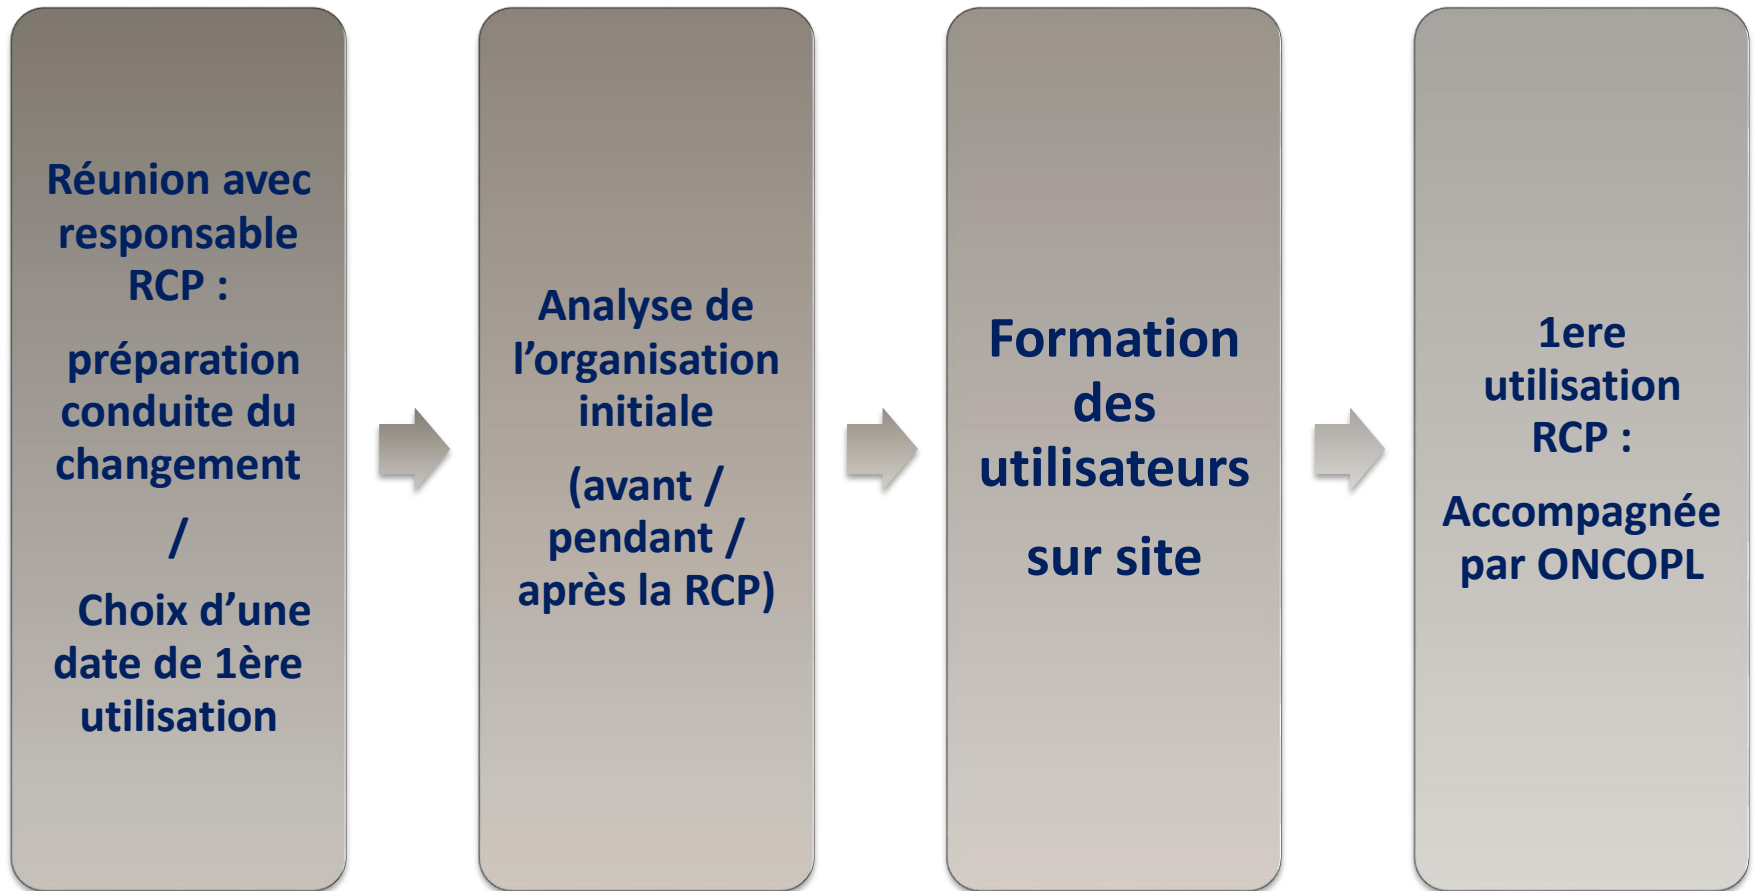 Réunion avec
responsable
RCP :
préparation
conduite du
changement
/
Choix d’une
date de 1ère
utilisation
Analyse de
l’organisation
initiale
(avant /
pendant /
après la RCP)
Formation
des
utilisateurs
sur site
1ere
utilisation
RCP :
Accompagnée
par ONCOPL